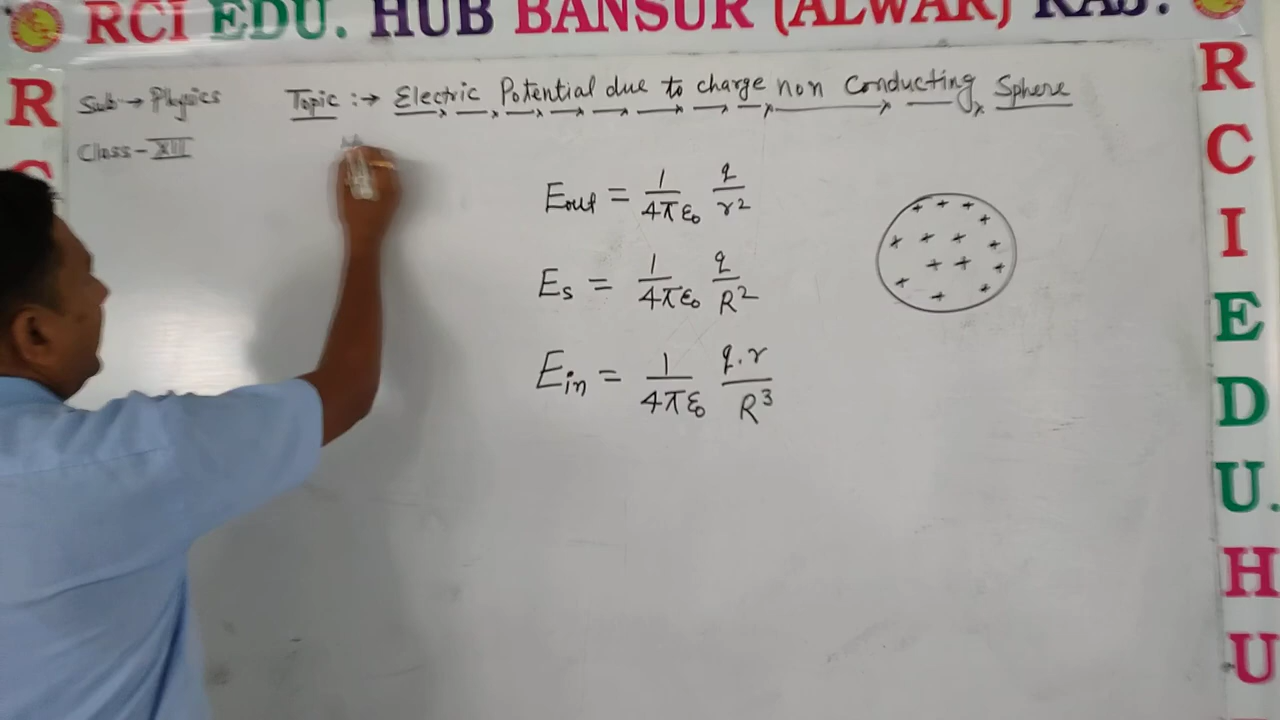 RCI EDU. HUB BANSUR (ALWAR) RAJ.
Sub → Physics
Topic :→ Electric Potential due to charge non Conducting Sphere
Class - XII
Eout = 1/4πε₀ q/r²
Es = 1/4πε₀ q/R²
Ein = 1/4πε₀ q.r/R³
R
C
R
C
I
E
D
U.
H
U